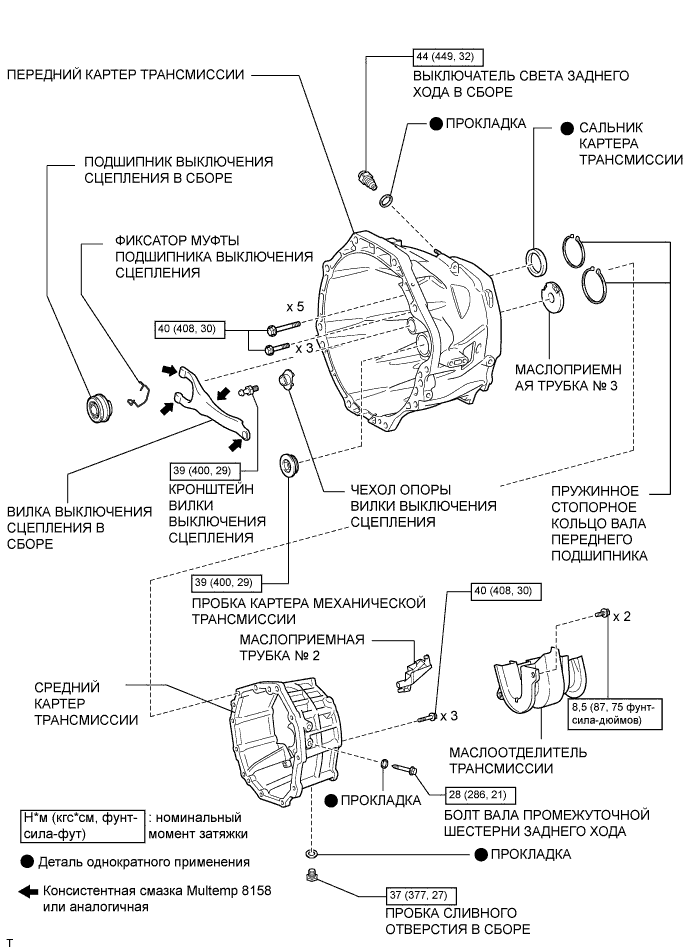 44 (449, 32)
ВЫКЛЮЧАТЕЛЬ СВЕТА ЗАДНЕГО
ХОДА В СБОРЕ
ПЕРЕДНИЙ КАРТЕР ТРАНСМИССИИ
ПРОКЛАДКА
САЛЬНИК
КАРТЕРА
ТРАНСМИССИИ
ПОДШИПНИК ВЫКЛЮЧЕНИЯ
СЦЕПЛЕНИЯ В СБОРЕ
ФИКСАТОР МУФТЫ
ПОДШИПНИКА ВЫКЛЮЧЕНИЯ
СЦЕПЛЕНИЯ
x 5
40 (408, 30)
x 3
МАСЛОПРИЕМН
АЯ ТРУБКА № 3
39 (400, 29)
КРОНШТЕЙН
ВИЛКИ
ВЫКЛЮЧЕНИЯ
СЦЕПЛЕНИЯ
ЧЕХОЛ ОПОРЫ
ВИЛКИ ВЫКЛЮЧЕНИЯ
СЦЕПЛЕНИЯ
ПРУЖИННОЕ
СТОПОРНОЕ
КОЛЬЦО ВАЛА
ПЕРЕДНЕГО
ПОДШИПНИКА
ВИЛКА ВЫКЛЮЧЕНИЯ
СЦЕПЛЕНИЯ В
СБОРЕ
39 (400, 29)
ПРОБКА КАРТЕРА МЕХАНИЧЕСКОЙ
ТРАНСМИССИИ
40 (408, 30)
x 2
МАСЛОПРИЕМНАЯ
ТРУБКА № 2
СРЕДНИЙ
КАРТЕР
ТРАНСМИССИИ
x 3
8,5 (87, 75 фунт-
сила-дюймов)
МАСЛООТДЕЛИТЕЛЬ
ТРАНСМИССИИ
ПРОКЛАДКА
28 (286, 21)
БОЛТ ВАЛА ПРОМЕЖУТОЧНОЙ
ШЕСТЕРНИ ЗАДНЕГО ХОДА
Н*м (кгс*см, фунт-
сила-фут)
: номинальный
момент затяжки
ПРОКЛАДКА
Деталь однократного применения
37 (377, 27)
ПРОБКА СЛИВНОГО
ОТВЕРСТИЯ В СБОРЕ
Консистентная смазка Multemp 8158
или аналогичная
T